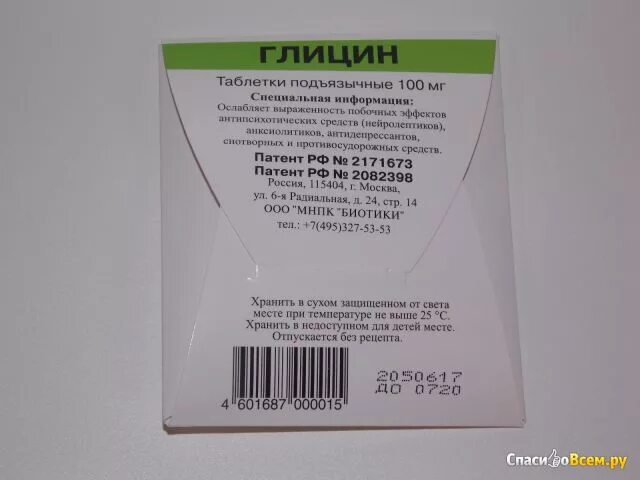 ГЛИЦИН
Таблетки подъязычные 100 мг
Специальная информация:
Ослабляет выраженность побочных эффектов
антипсихотических средств (нейролептиков),
анксиолитиков, антидепрессантов,
снотворных и противосудорожных средств.
Патент РФ № 2171673
Патент РФ № 2082398
Россия, 115404, г. Москва,
ул. 6-я Радиальная, д. 24, стр. 14
ООО "МНПК "БИОТИКИ"
тел.: +7(495)327-53-53
Хранить в сухом защищенном от света
месте при температуре не выше 25 °С.
Хранить в недоступном для детей месте.
Отпускается без рецепта.
4 601687 000015
2050617
ДО 0720
СпасибоВсем.ру